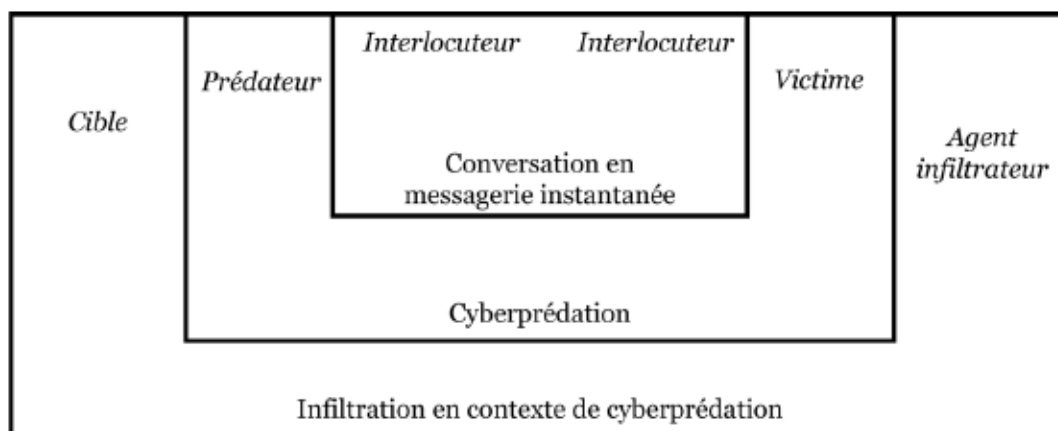 Interlocuteur Interlocuteur
Prédateur Victime
Cible
Agent
infiltrateur
Conversation en
messagerie instantanée
Cyberprédation
Infiltration en contexte de cyberprédation